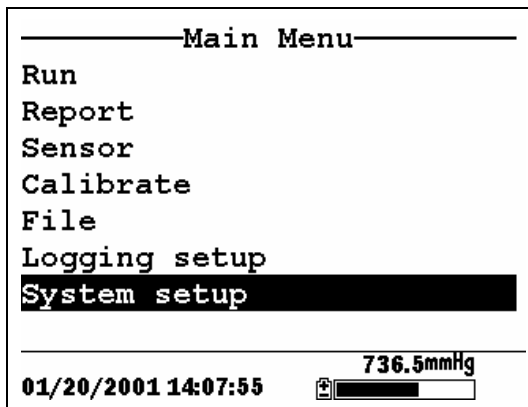 Main Menu
Run
Report
Sensor
Calibrate
File
Logging setup
System setup
736.5mmHg
01/20/2001 14:07:55